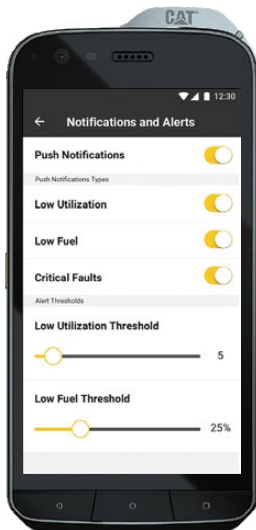 CAT
12:30
Notifications and Alerts
Push Notifications
Push Notifications Types
Low Utilization
Low Fuel
Critical Faults
Alert Thresholds
Low Utilization Threshold
5
Low Fuel Threshold
25%